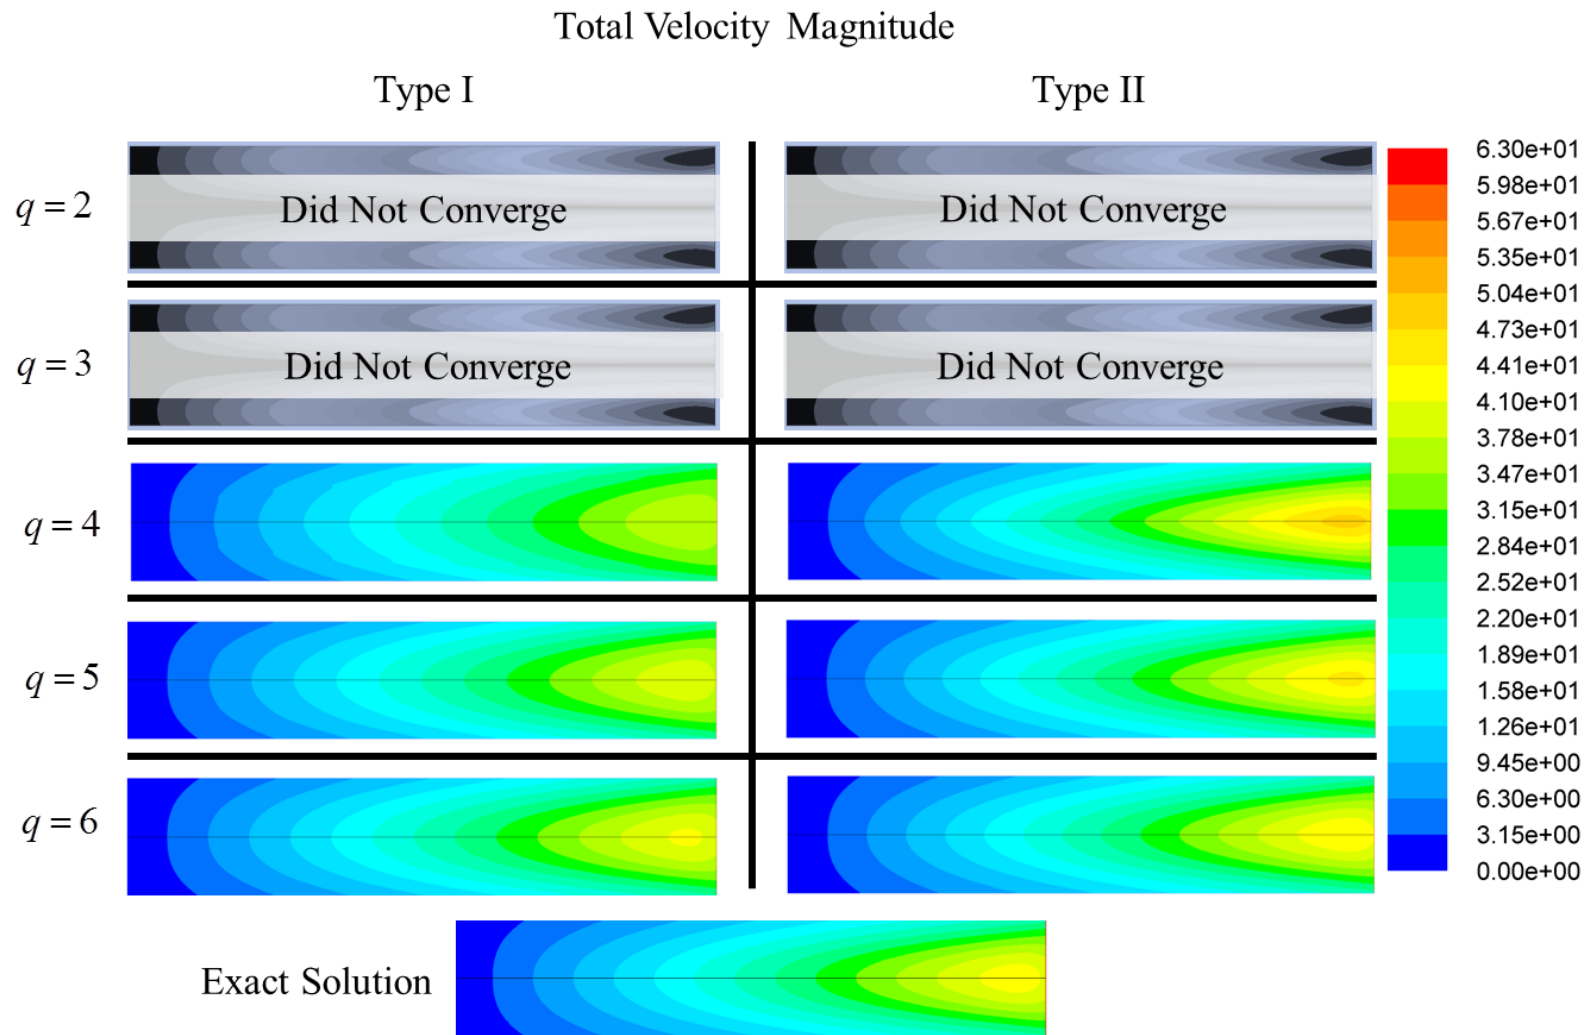 Total Velocity Magnitude
Type I
Type II
q = 2
Did Not Converge
Did Not Converge
q = 3
Did Not Converge
Did Not Converge
q = 4
q = 5
q = 6
Exact Solution
6.30e+01
5.98e+01
5.67e+01
5.35e+01
5.04e+01
4.73e+01
4.41e+01
4.10e+01
3.78e+01
3.47e+01
3.15e+01
2.84e+01
2.52e+01
2.20e+01
1.89e+01
1.58e+01
1.26e+01
9.45e+00
6.30e+00
3.15e+00
0.00e+00